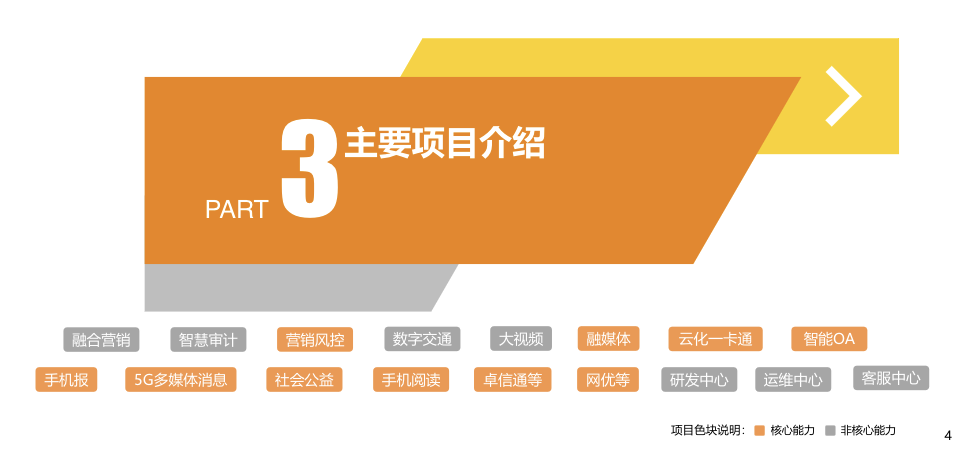 主要项目介绍
PART 3
融合营销 智慧审计 营销风控 数字交通 大视频 融媒体 云化一卡通 智能OA
手机报 5G多媒体消息 社会公益 手机阅读 卓信通等 网优等 研发中心 运维中心 客服中心
项目色块说明： 核心能力 非核心能力
4